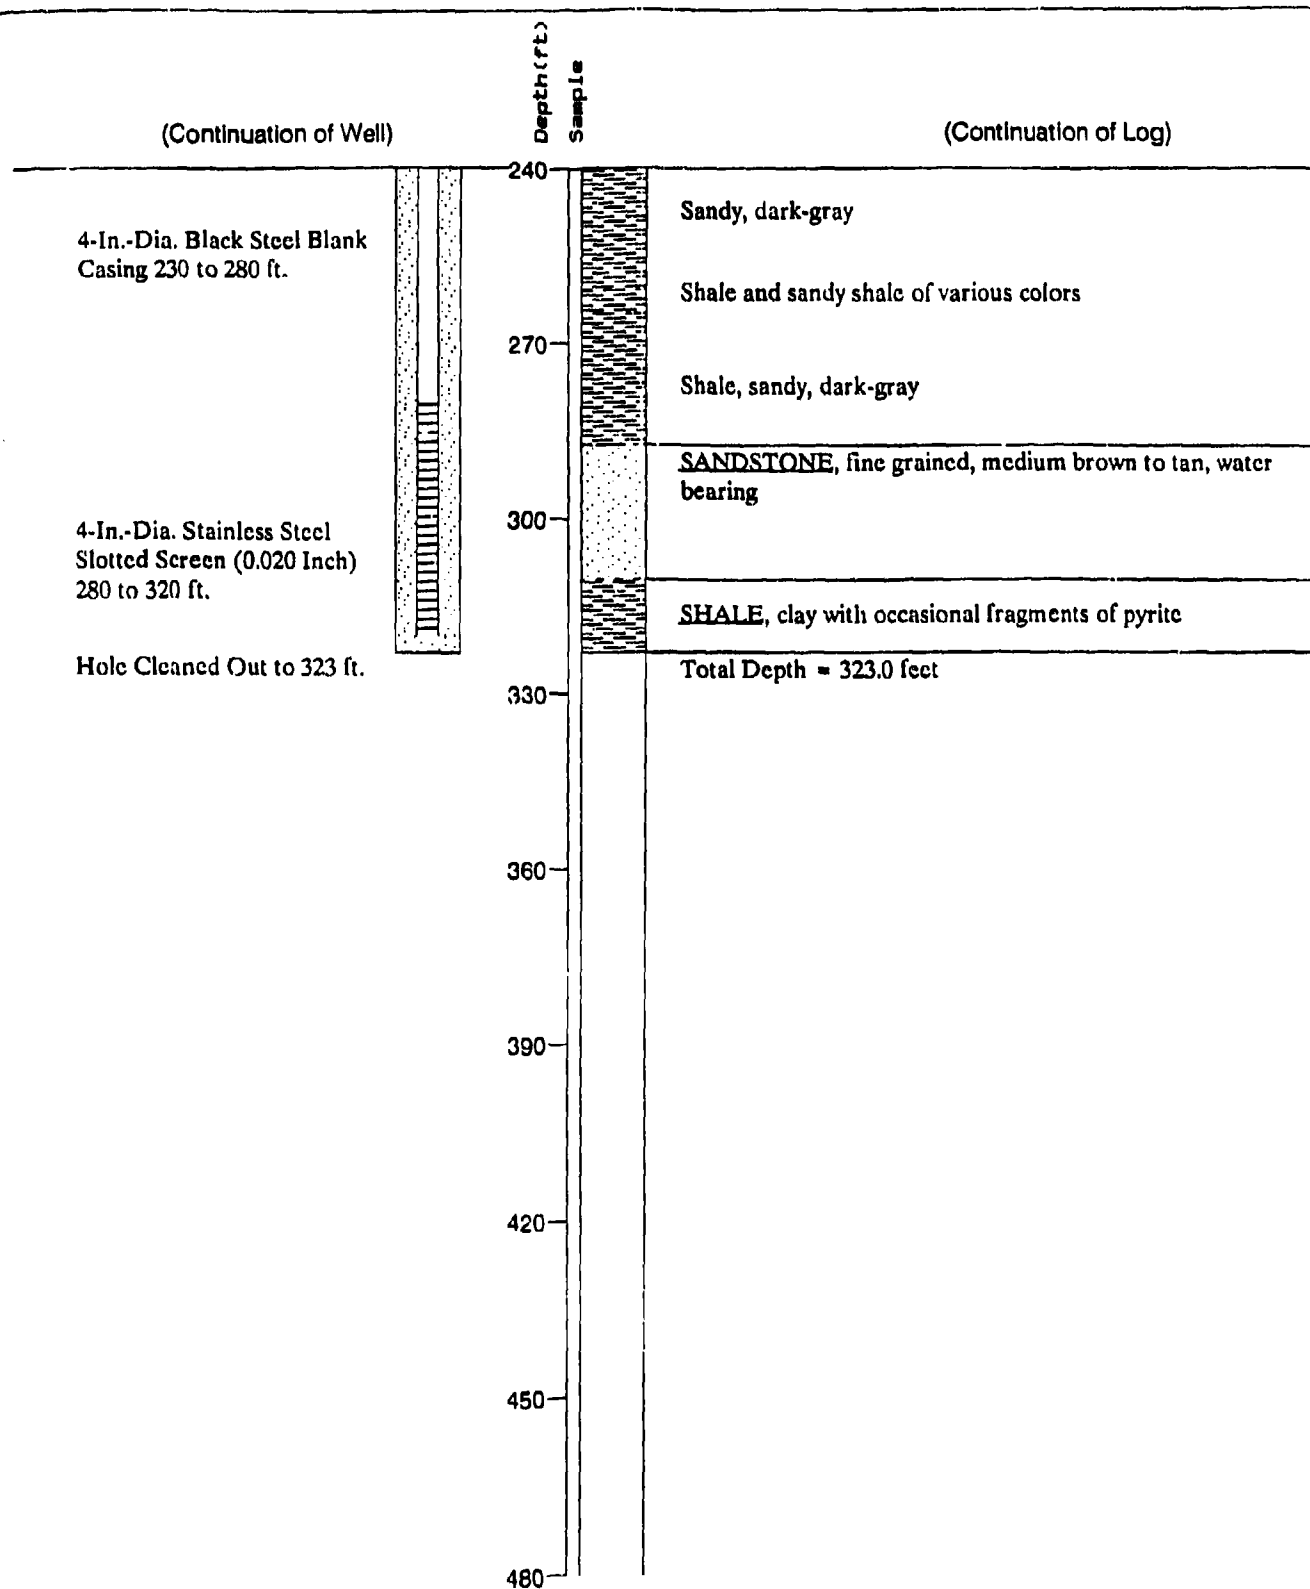 Depth(ft)
Sample
(Continuation of Well)
(Continuation of Log)
240
Sandy, dark-gray
4-In.-Dia. Black Steel Blank
Casing 230 to 280 ft.
Shale and sandy shale of various colors
270
Shale, sandy, dark-gray
SANDSTONE, fine grained, medium brown to tan, water
bearing
300
4-In.-Dia. Stainless Steel
Slotted Screen (0.020 Inch)
280 to 320 ft.
SHALE, clay with occasional fragments of pyrite
Hole Cleaned Out to 323 ft.
Total Depth = 323.0 feet
330
360
390
420
450
480